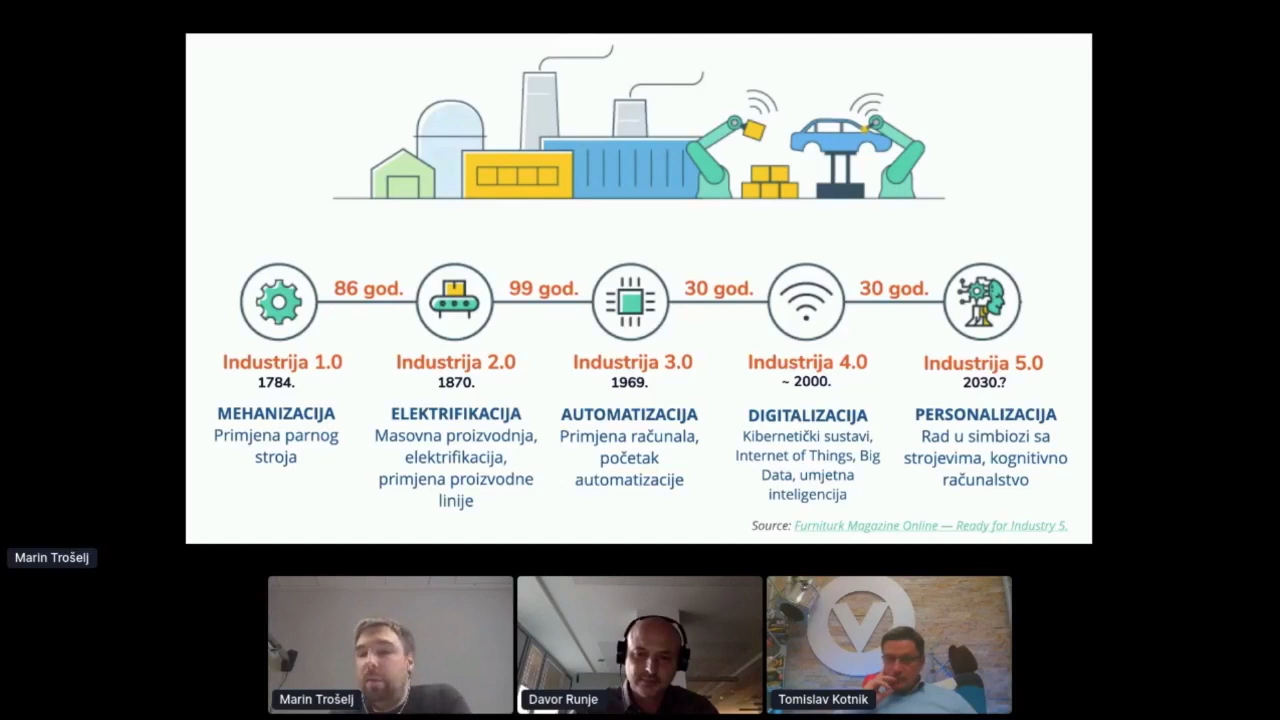 86 god.
99 god.
30 god.
30 god.
Industrija 1.0
1784.
MEHANIZACIJA
Primjena parnog
stroja
Industrija 2.0
1870.
ELEKTRIFIKACIJA
Masovna proizvodnja,
elektrifikacija,
primjena proizvodne
linije
Industrija 3.0
1969.
AUTOMATIZACIJA
Primjena računala,
početak
automatizacije
Industrija 4.0
~ 2000.
DIGITALIZACIJA
Kibernetički sustavi,
Internet of Things, Big
Data, umjetna
inteligencija
Industrija 5.0
2030.?
PERSONALIZACIJA
Rad u simbiozi sa
strojevima, kognitivno
računalstvo
Source: Furniturk Magazine Online — Ready for Industry 5.
Marin Trošelj
Marin Trošelj
Davor Runje
Tomislav Kotnik